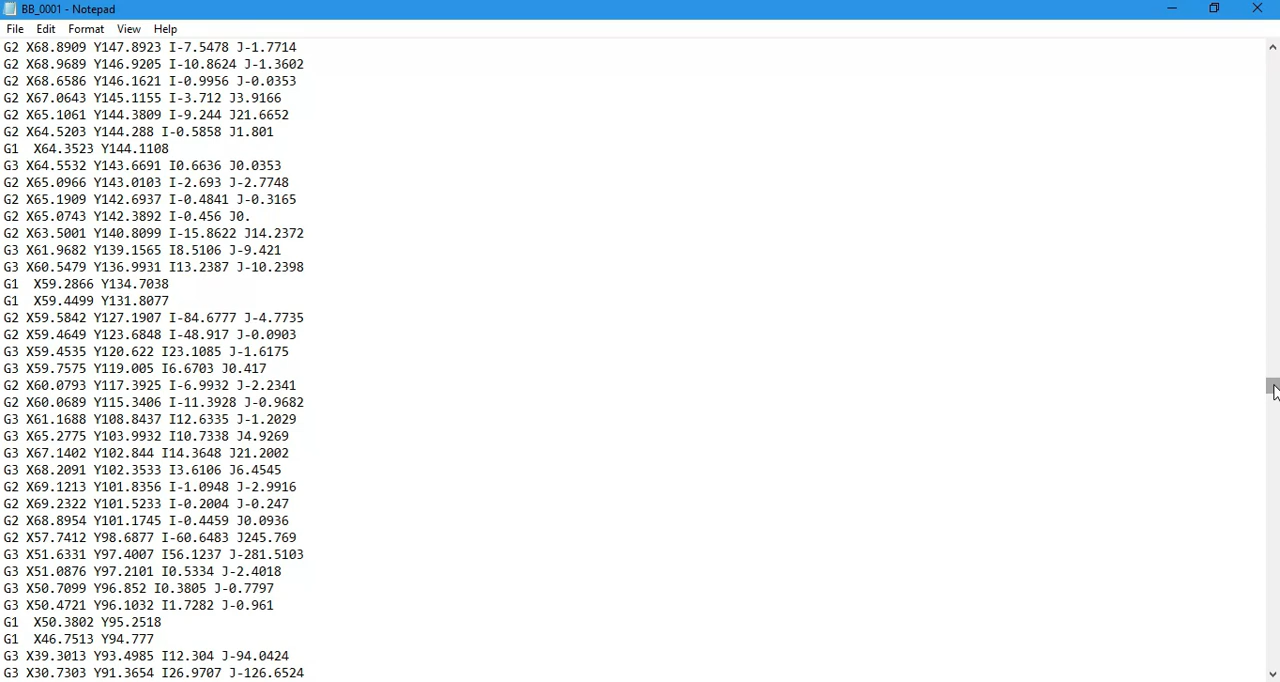 BB_0001 - Notepad
File Edit Format View Help
G2 X68.8909 Y147.8923 I-7.5478 J-1.7714
G2 X68.9689 Y146.9205 I-10.8624 J-1.3602
G2 X68.6586 Y146.1621 I-0.9956 J-0.0353
G2 X67.0643 Y145.1155 I-3.712 J3.9166
G2 X65.1061 Y144.3809 I-9.244 J21.6652
G2 X64.5203 Y144.288 I-0.5858 J1.801
G1  X64.3523 Y144.1108
G3 X64.5532 Y143.6691 I0.6636 J0.0353
G2 X65.0966 Y143.0103 I-2.693 J-2.7748
G2 X65.1909 Y142.6937 I-0.4841 J-0.3165
G2 X65.0743 Y142.3892 I-0.456 J0.
G2 X63.5001 Y140.8099 I-15.8622 J14.2372
G3 X61.9682 Y139.1565 I8.5106 J-9.421
G3 X60.5479 Y136.9931 I13.2387 J-10.2398
G1  X59.2866 Y134.7038
G1  X59.4499 Y131.8077
G2 X59.5842 Y127.1907 I-84.6777 J-4.7735
G2 X59.4649 Y123.6848 I-48.917 J-0.0903
G3 X59.4535 Y120.622 I23.1085 J-1.6175
G3 X59.7575 Y119.005 I6.6703 J0.417
G2 X60.0793 Y117.3925 I-6.9932 J-2.2341
G2 X60.0689 Y115.3406 I-11.3928 J-0.9682
G3 X61.1688 Y108.8437 I12.6335 J-1.2029
G3 X65.2775 Y103.9932 I10.7338 J4.9269
G3 X67.1402 Y102.844 I14.3648 J21.2002
G3 X68.2091 Y102.3533 I3.6106 J6.4545
G2 X69.1213 Y101.8356 I-1.0948 J-2.9916
G2 X69.2322 Y101.5233 I-0.2004 J-0.247
G2 X68.8954 Y101.1745 I-0.4459 J0.0936
G2 X57.7412 Y98.6877 I-60.6483 J245.769
G3 X51.6331 Y97.4007 I56.1237 J-281.5103
G3 X51.0876 Y97.2101 I0.5334 J-2.4018
G3 X50.7099 Y96.852 I0.3805 J-0.7797
G3 X50.4721 Y96.1032 I1.7282 J-0.961
G1  X50.3802 Y95.2518
G1  X46.7513 Y94.777
G3 X39.3013 Y93.4985 I12.304 J-94.0424
G3 X30.7303 Y91.3654 I26.9707 J-126.6524